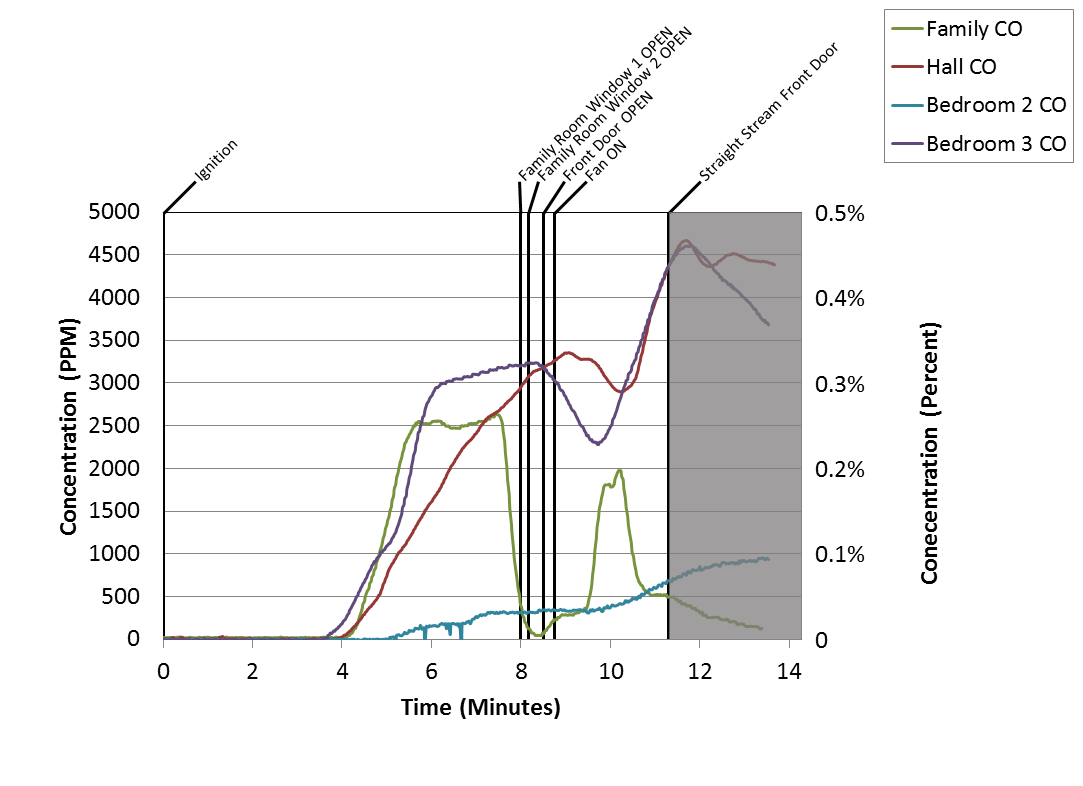 Family CO
Hall CO
Bedroom 2 CO
Bedroom 3 CO
Ignition
Family Room Window 1 OPEN
Family Room Window 2 OPEN
Front Door OPEN
Fan ON
Straight Stream Front Door
5000
4500
4000
3500
3000
2500
2000
1500
1000
500
0
Concentration (PPM)
0.5%
0.4%
0.3%
0.2%
0.1%
0
Conecentration (Percent)
0 2 4 6 8 10 12 14
Time (Minutes)